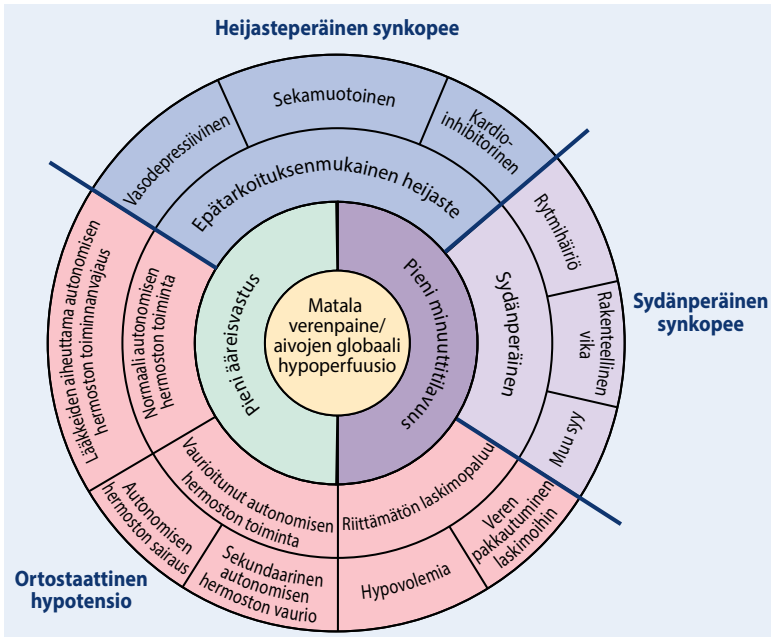 Heijasteperäinen synkopee
Vasodepressiivinen
Sekamuotoinen
Kardio-
inhibitorinen
Epätarkoituksenmukainen heijaste
Rytmihäiriö
Rakenteellinen
vika
Muu syy
Sydänperäinen
Sydänperäinen
synkopee
Pieni ääreisvastus
Pieni minuuttitilavuus
Matala
verenpaine/
aivojen globaali
hypoperfuusio
Lääkkeiden aiheuttama autonomisen
hermoston toiminnanvajaus
Normaali autonomisen
hermoston toiminta
Vaurioitunut autonomisen
hermoston toiminta
Riittämätön laskimopaluu
Autonomisen
hermoston sairaus
Sekundaarinen
autonomisen
hermoston vaurio
Hypovolemia
Veren
pakkautuminen
laskimoihin
Ortostaattinen
hypotensio